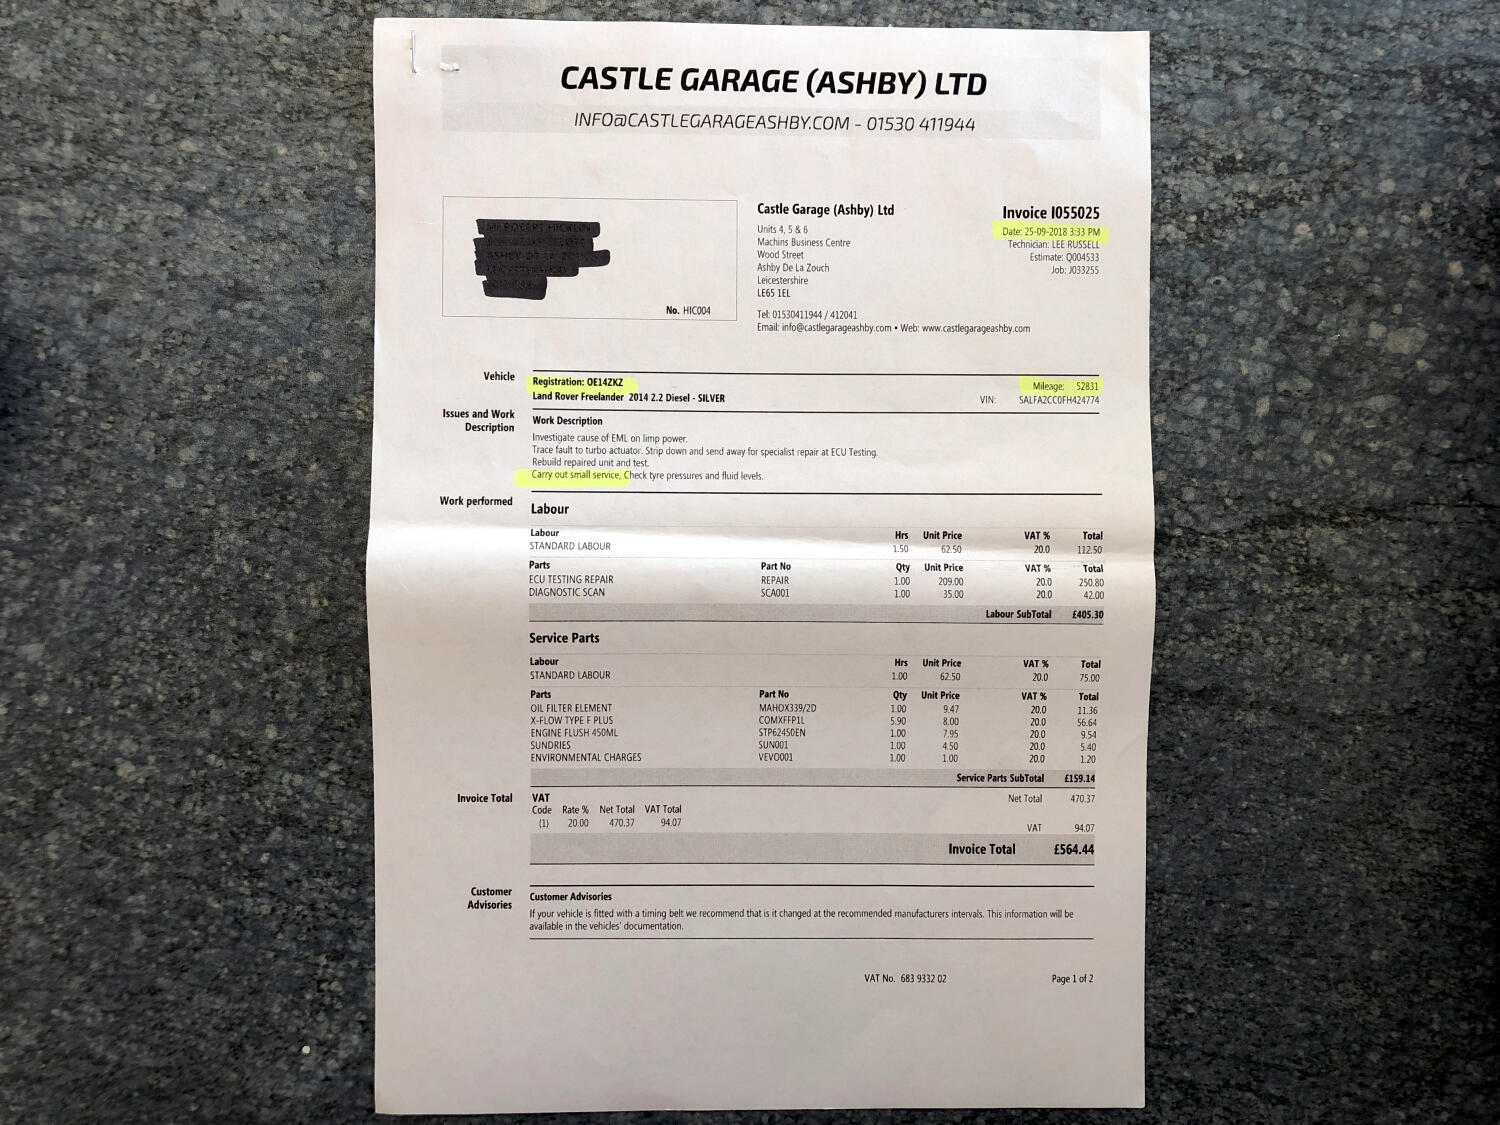 CASTLE GARAGE (ASHBY) LTD
INFO@CASTLEGARAGEASHBY.COM - 01530 411944
No. HIC004
Castle Garage (Ashby) Ltd
Units 4, 5 & 6
Machins Business Centre
Wood Street
Ashby De La Zouch
Leicestershire
LE65 1EL
Tel: 01530411944 / 412041
Email: info@castlegarageashby.com • Web: www.castlegarageashby.com
Invoice I055025
Date: 25-09-2018 3:33 PM
Technician: LEE RUSSELL
Estimate: Q004533
Job: J033255
Vehicle
Registration: OE14ZKZ
Mileage: 52831
Land Rover Freelander 2014 2.2 Diesel - SILVER
VIN: SALFA2CC0FH424774
Issues and Work
Description
Work Description
Investigate cause of EML on limp power.
Trace fault to turbo actuator. Strip down and send away for specialist repair at ECU Testing.
Rebuild repaired unit and test.
Carry out small service, Check tyre pressures and fluid levels.
Work performed
Labour
Labour Hrs Unit Price VAT % Total
STANDARD LABOUR 1.50 62.50 20.0 112.50
Parts Part No Qty Unit Price VAT % Total
ECU TESTING REPAIR REPAIR 1.00 209.00 20.0 250.80
DIAGNOSTIC SCAN SCA001 1.00 35.00 20.0 42.00
Labour SubTotal £405.30
Service Parts
Labour Hrs Unit Price VAT % Total
STANDARD LABOUR 1.00 62.50 20.0 75.00
Parts Part No Qty Unit Price VAT % Total
OIL FILTER ELEMENT MAHOX339/2D 1.00 9.47 20.0 11.36
X-FLOW TYPE F PLUS COMXFFP1L 5.90 8.00 20.0 56.64
ENGINE FLUSH 450ML STP62450EN 1.00 7.95 20.0 9.54
SUNDRIES SUN001 1.00 4.50 20.0 5.40
ENVIRONMENTAL CHARGES VEVO001 1.00 1.00 20.0 1.20
Service Parts SubTotal £159.14
Invoice Total
VAT
Code Rate % Net Total VAT Total
(1) 20.00 470.37 94.07
Net Total 470.37
VAT 94.07
Invoice Total £564.44
Customer
Advisories
Customer Advisories
If your vehicle is fitted with a timing belt we recommend that is it changed at the recommended manufacturers intervals. This information will be
available in the vehicles' documentation.
VAT No. 683 9332 02
Page 1 of 2